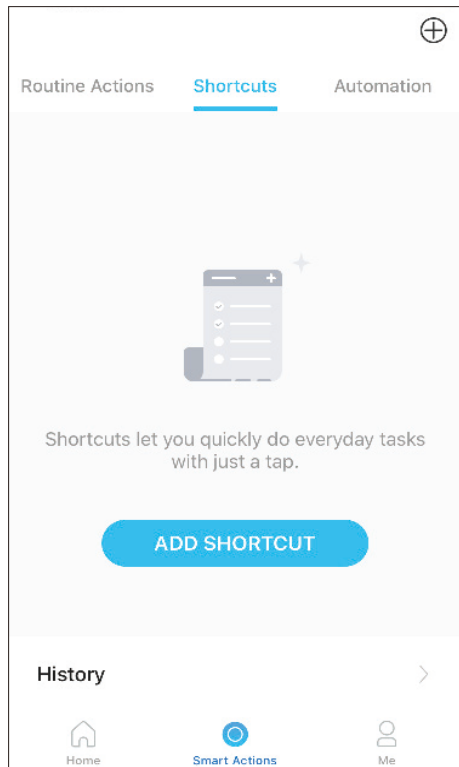 Routine Actions Shortcuts Automation
Shortcuts let you quickly do everyday tasks
with just a tap.
ADD SHORTCUT
History
Home Smart Actions Me